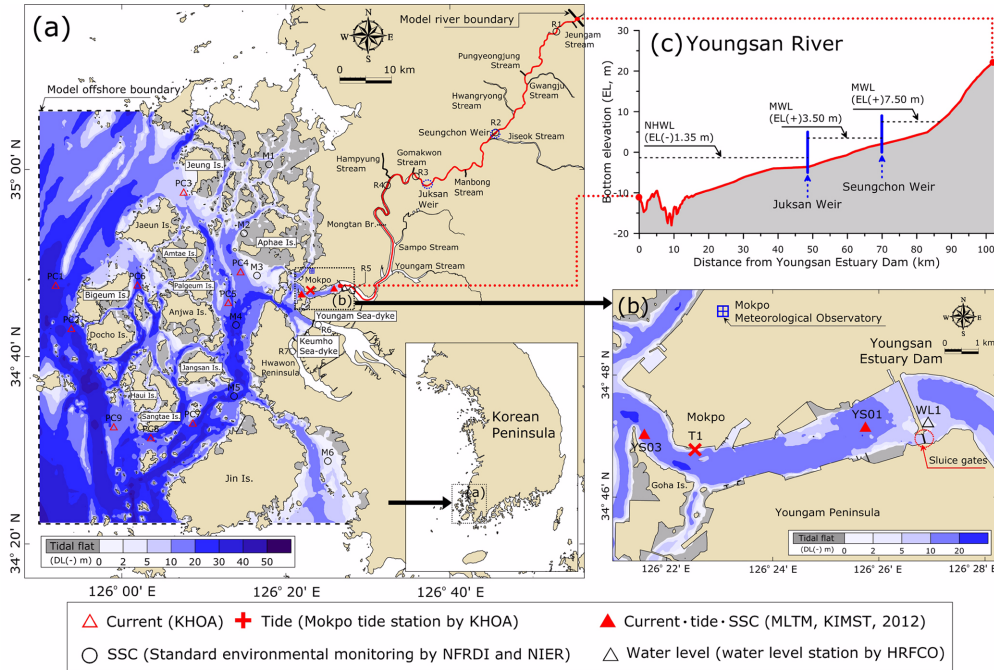 (a)
Model river boundary
R1
Jeungam
Stream
N
W
E
S
0
10 km
Pungyeongjung
Stream
Gwangju
Stream
Hwangryong
Stream
Model offshore boundary
R2
Seungchon Weir
Jiseok Stream
Gomakwon
Stream
Hampyung
Stream
R3
R4
Juksan
Weir
Manbong
Stream
Mongtan Br.
Sampo Stream
Youngam Stream
R5
M1
Jeung Is.
PC3
Jaeun Is.
M2
Aphae Is.
Amtae Is.
PC4
M3
Mokpo
(b)
PC1
PC6
Palgeum Is.
Bigeum Is.
PC5
Anjwa Is.
M4
Youngam Sea-dyke
R6
Keumho
Sea-dyke
R7
Docho Is.
Hwawon
Peninsula
Jangsan Is.
M5
Haui Is.
Sangtae Is.
PC9
PC8
PC7
M6
Jin Is.
Korean
Peninsula
(a)
35° 00' N
34° 40' N
34° 20' N
Tidal flat
(DL(-) m)
0 2 5 10 20 30 40 50
126° 00' E
126° 20' E
(c) Youngsan River
Bottom elevation (EL, m)
30
20
10
0
-10
-20
MWL
(EL(+)7.50 m)
MWL
(EL(+)3.50 m)
NHWL
(EL(-)1.35 m)
Seungchon Weir
Juksan Weir
0 10 20 30 40 50 60 70 80 90 100
Distance from Youngsan Estuary Dam (km)
(b)
Mokpo
Meteorological Observatory
N
W
E
S
0
1 km
Youngsan
Estuary Dam
34° 48' N
34° 46' N
Mokpo
YS01
WL1
YS03
T1
Sluice gates
Goha Is.
Youngam Peninsula
Tidal flat
(DL(-) m)
0 2 5 10 20
126° 22' E
126° 24' E
126° 26' E
126° 28' E
Current (KHOA)
Tide (Mokpo tide station by KHOA)
Current·tide·SSC (MLTM, KIMST, 2012)
SSC (Standard environmental monitoring by NFRDI and NIER)
Water level (water level station by HRFCO)